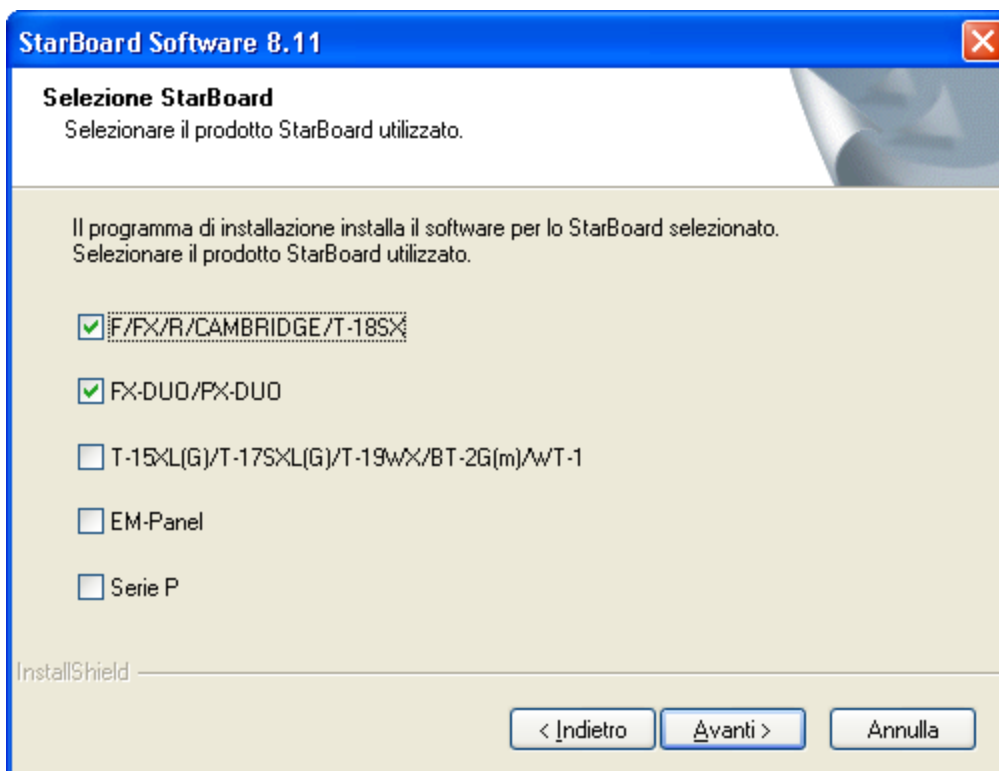 StarBoard Software 8.11
Selezione StarBoard
Selezionare il prodotto StarBoard utilizzato.
Il programma di installazione installa il software per lo StarBoard selezionato.
Selezionare il prodotto StarBoard utilizzato.
F/FX/R/CAMBRIDGE/T-18SX
FX-DUO/PX-DUO
T-15XL(G)/T-17SXL(G)/T-19WX/BT-2G(m)/WT-1
EM-Panel
Serie P
InstallShield
< Indietro
Avanti >
Annulla